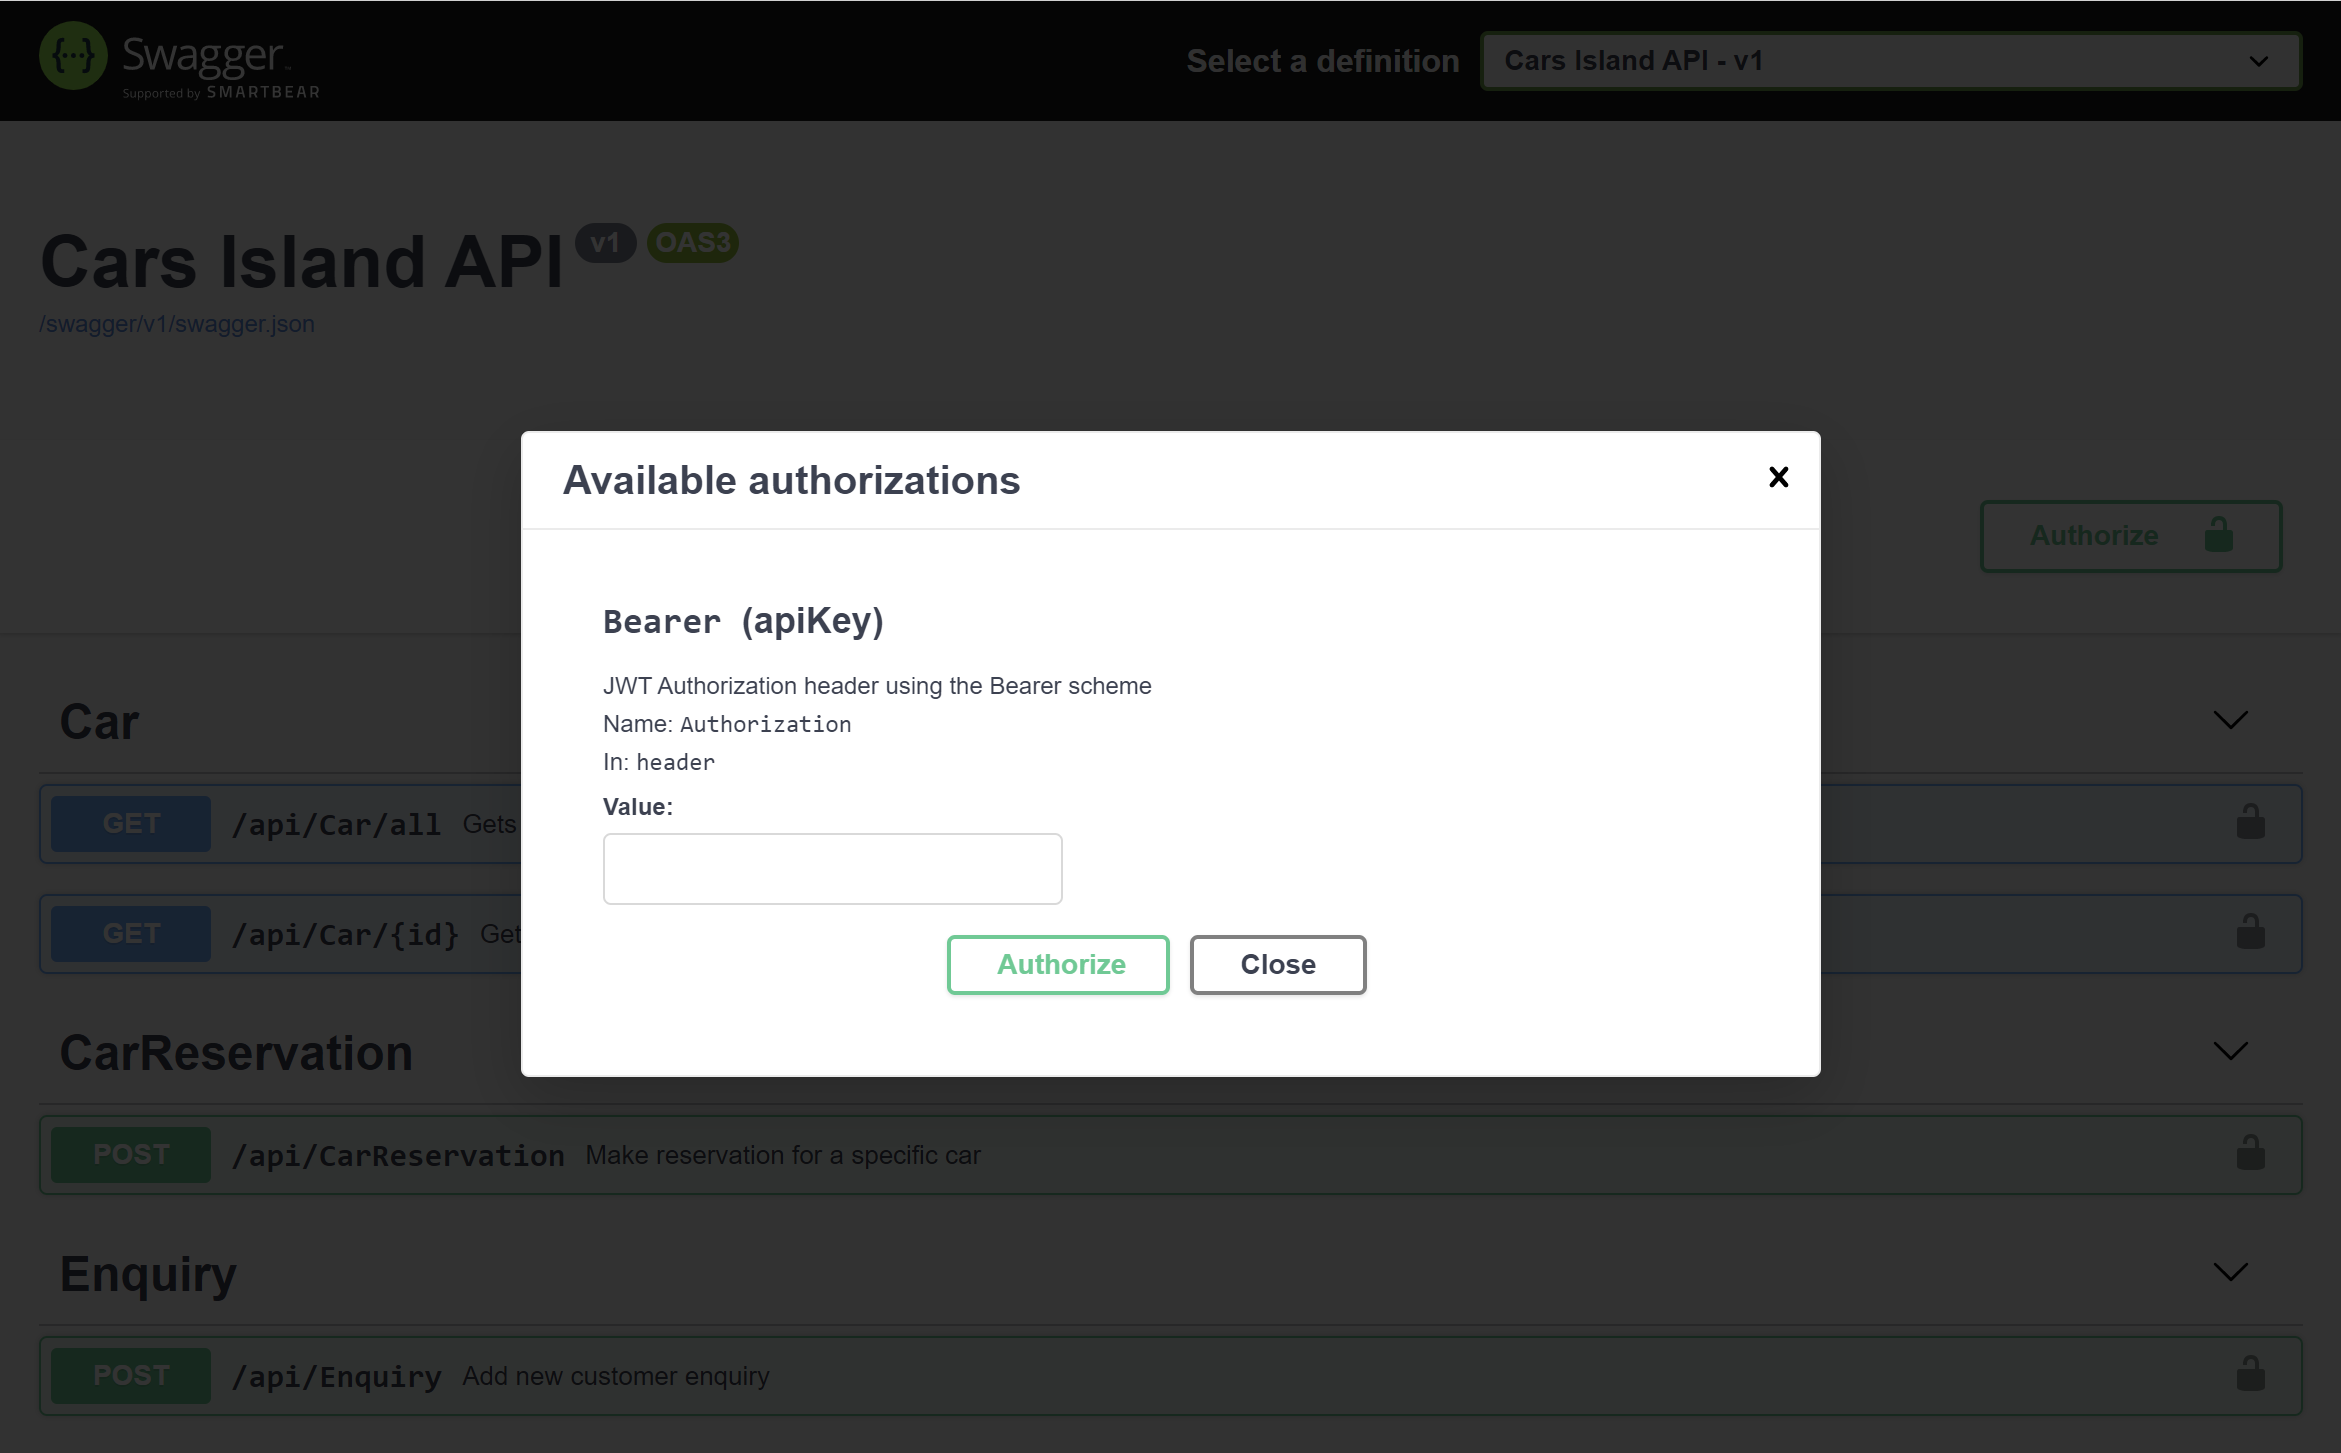 Swagger
Supported by SMARTBEAR
Select a definition
Cars Island API - v1
Cars Island API v1 OAS3
/swagger/v1/swagger.json
Available authorizations
Authorize
Bearer (apiKey)
JWT Authorization header using the Bearer scheme
Name: Authorization
In: header
Value:
Authorize Close
Car
GET /api/Car/all Gets
GET /api/Car/{id} Get
CarReservation
POST /api/CarReservation Make reservation for a specific car
Enquiry
POST /api/Enquiry Add new customer enquiry